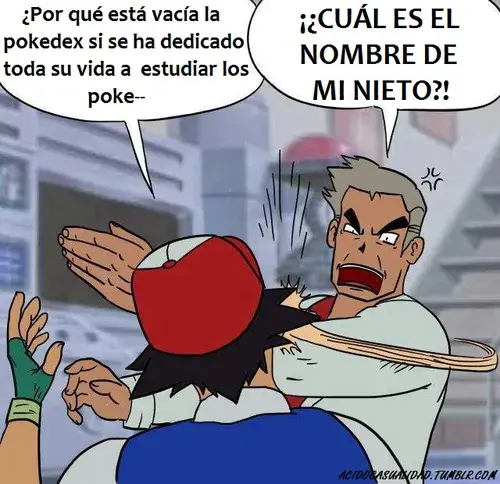 ¿Por qué está vacía la
pokedex si se ha dedicado
toda su vida a estudiar los
poke--
¡¿CUÁL ES EL
NOMBRE DE
MI NIETO?!
ACIDOCASUALIDAD.TUMBLR.COM